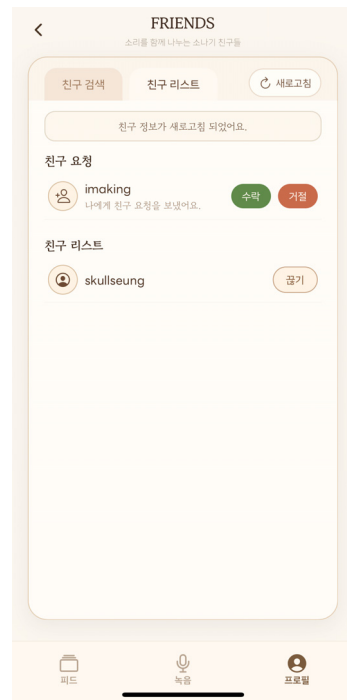 FRIENDS
소리를 함께 나누는 소나기 친구들
친구 검색
친구 리스트
새로고침
친구 정보가 새로고침 되었어요.
친구 요청
imaking
나에게 친구 요청을 보냈어요.
수락
거절
친구 리스트
skullseung
끊기
피드
녹음
프로필